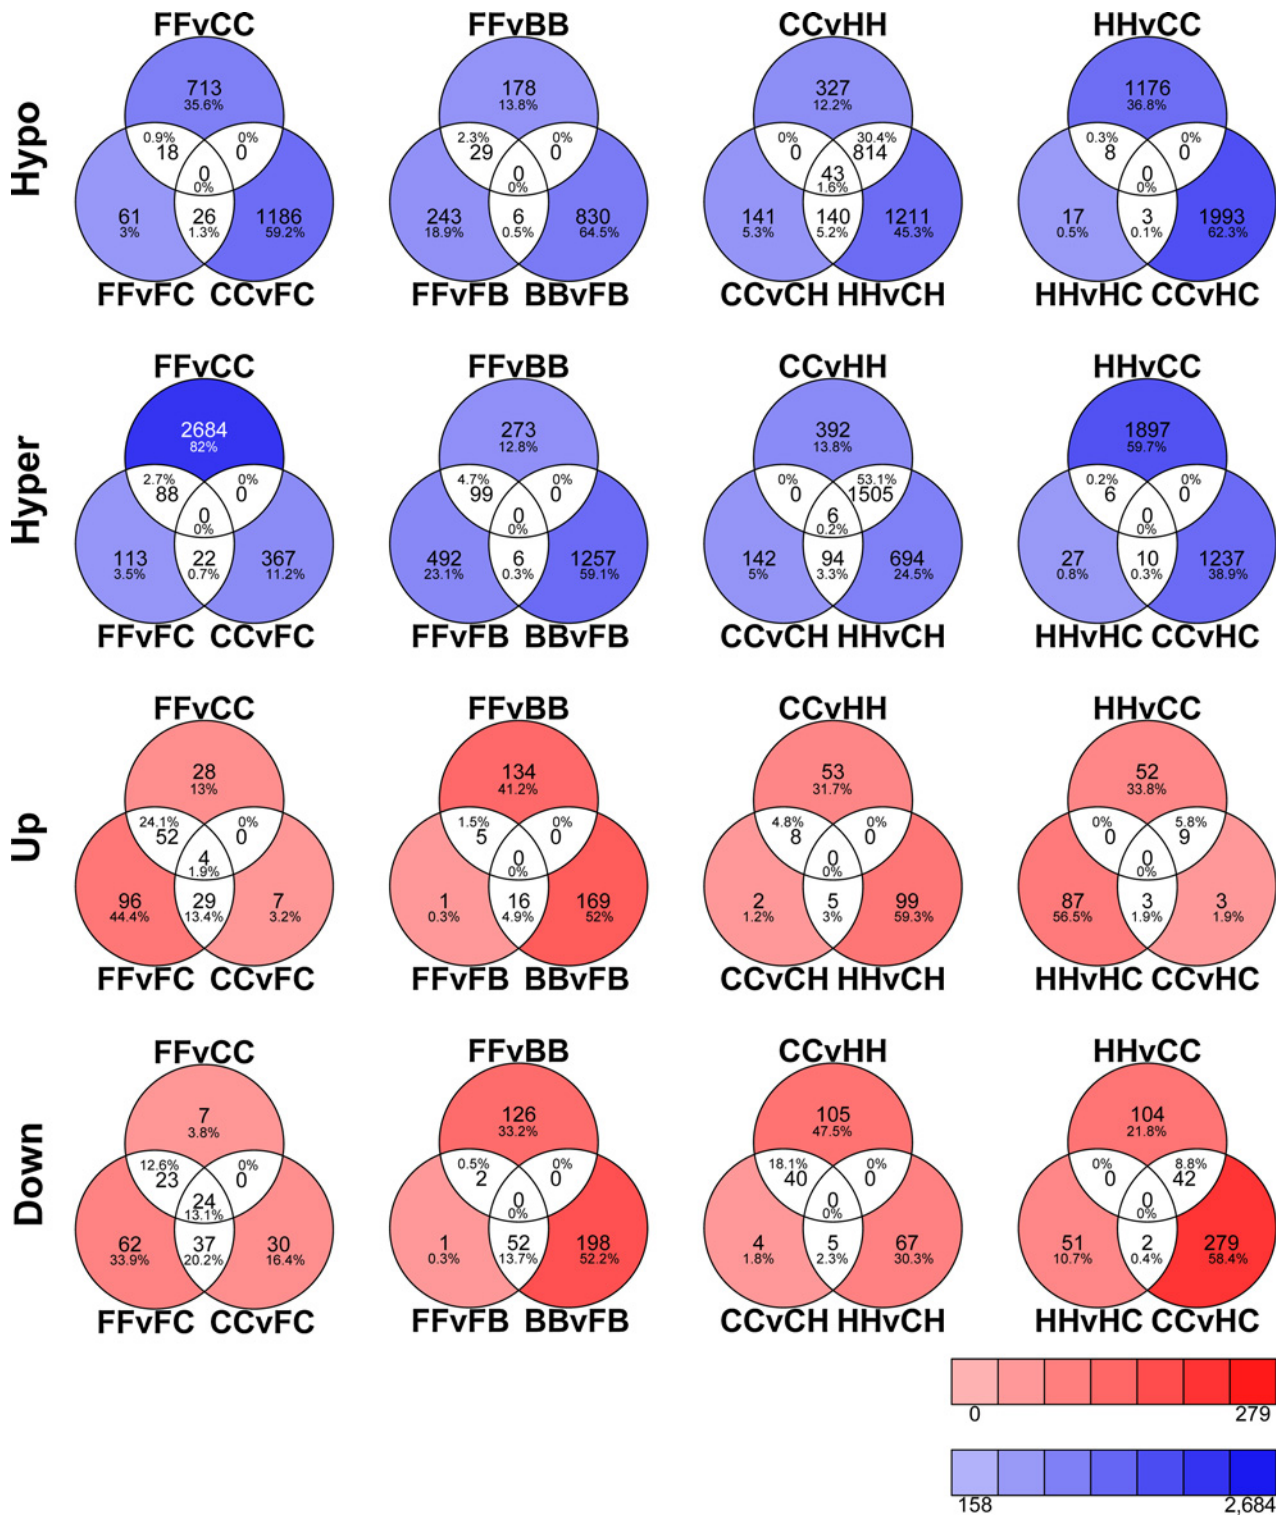 FFvCC FFvBB CCvHH HHvCC
Hypo
713 178 327 1176
35.6% 13.8% 12.2% 36.8%
0.9% 0% 2.3% 0% 0% 30.4% 0.3% 0%
18 0 29 0 0 814 8 0
0 0 43 0
0% 0% 1.6% 0%
61 26 1186 243 6 830 141 140 1211 17 3 1993
3% 1.3% 59.2% 18.9% 0.5% 64.5% 5.3% 5.2% 45.3% 0.5% 0.1% 62.3%
FFvFC CCvFC FFvFB BBvFB CCvCH HHvCH HHvHC CCvHC
FFvCC FFvBB CCvHH HHvCC
Hyper
2684 273 392 1897
82% 12.8% 13.8% 59.7%
2.7% 0% 4.7% 0% 0% 53.1% 0.2% 0%
88 0 99 0 0 1505 6 0
0 0 6 0
0% 0% 0.2% 0%
113 22 367 492 6 1257 142 94 694 27 10 1237
3.5% 0.7% 11.2% 23.1% 0.3% 59.1% 5% 3.3% 24.5% 0.8% 0.3% 38.9%
FFvFC CCvFC FFvFB BBvFB CCvCH HHvCH HHvHC CCvHC
FFvCC FFvBB CCvHH HHvCC
Up
28 134 53 52
13% 41.2% 31.7% 33.8%
24.1% 0% 1.5% 0% 4.8% 0% 0% 5.8%
52 0 5 0 8 0 0 9
4 0 0 0
1.9% 0% 0% 0%
96 29 7 1 16 169 2 5 99 87 3 3
44.4% 13.4% 3.2% 0.3% 4.9% 52% 1.2% 3% 59.3% 56.5% 1.9% 1.9%
FFvFC CCvFC FFvFB BBvFB CCvCH HHvCH HHvHC CCvHC
FFvCC FFvBB CCvHH HHvCC
Down
7 126 105 104
3.8% 33.2% 47.5% 21.8%
12.6% 0% 0.5% 0% 18.1% 0% 0% 8.8%
23 0 2 0 40 0 0 42
24 0 0 0
13.1% 0% 0% 0%
62 37 30 1 52 198 4 5 67 51 2 279
33.9% 20.2% 16.4% 0.3% 13.7% 52.2% 1.8% 2.3% 30.3% 10.7% 0.4% 58.4%
FFvFC CCvFC FFvFB BBvFB CCvCH HHvCH HHvHC CCvHC
0 279
158 2,684